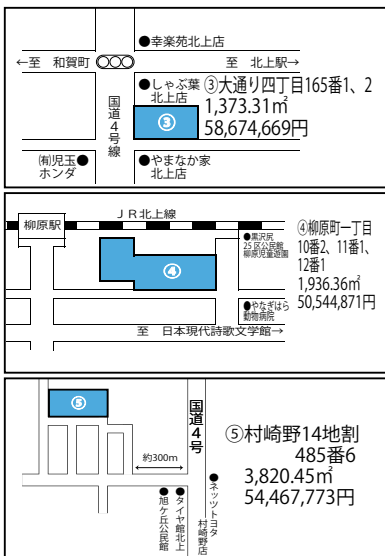 ●幸楽苑北上店
←至 和賀町
至 北上駅→
●しゃぶ葉
北上店
③大通り四丁目165番1、2
1,373.31㎡
58,674,669円
国道4号線
③
㈲児玉●
ホンダ
●やまなか家
北上店
JR北上線
柳原駅
●黒沢尻
25区公民館
柳原児童遊園
④
④柳原町一丁目
10番2、11番1、
12番1
1,936.36㎡
50,544,871円
●やなぎはら
動物病院
至 日本現代詩歌文学館→
⑤
国道4号
約300m
⑤村崎野14地割
485番6
3,820.45㎡
54,467,773円
●旭ケ丘公民館
●タイヤ館北上
●ネッツトヨタ
村崎野店